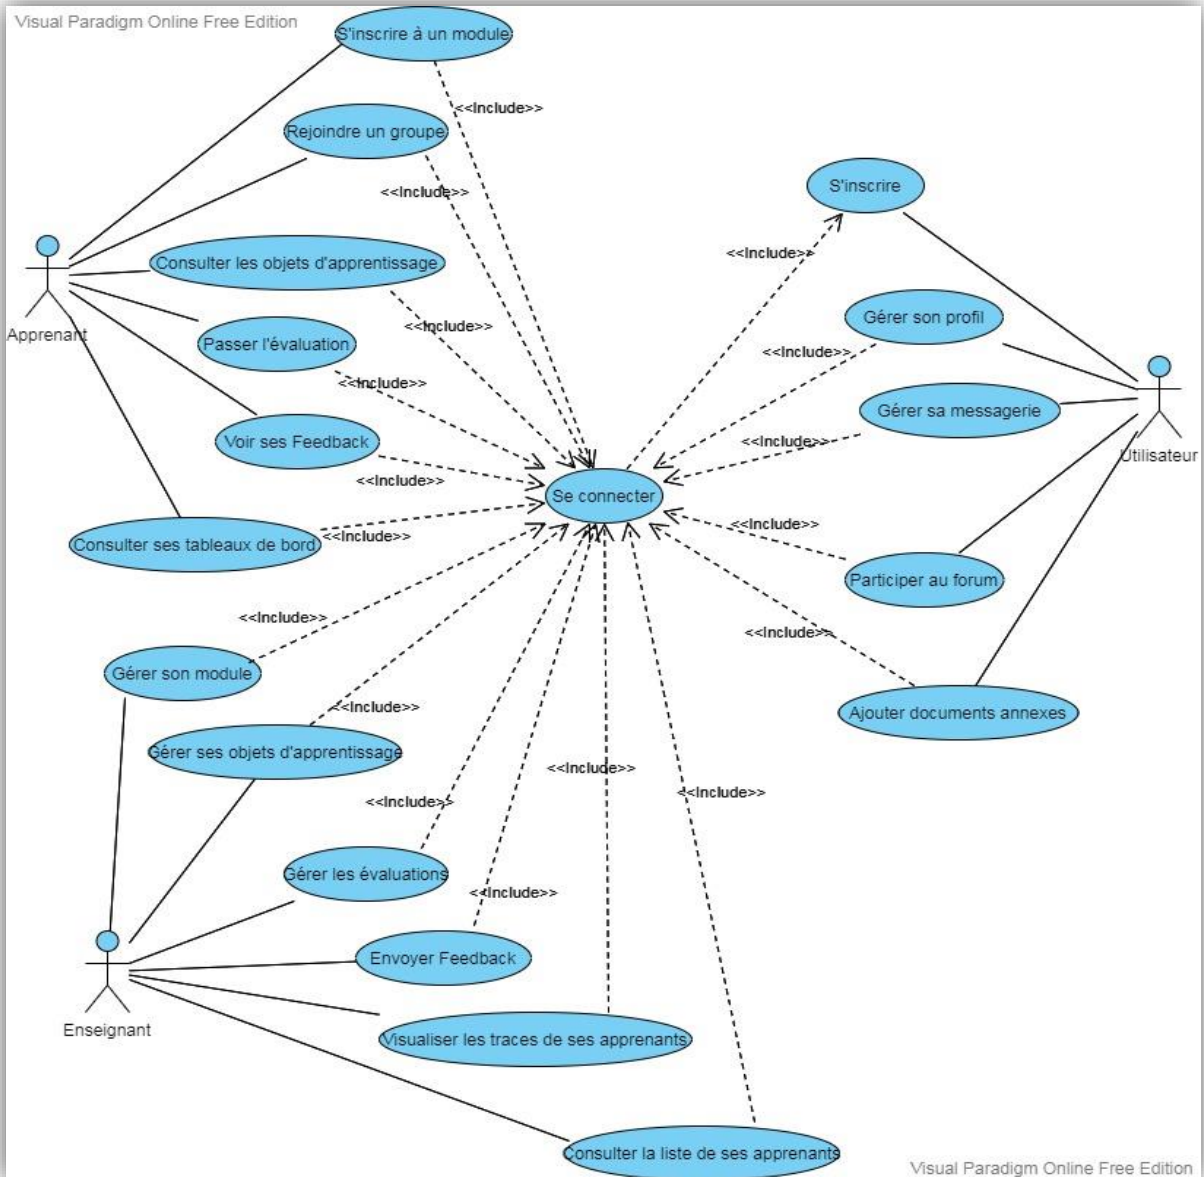 Visual Paradigm Online Free Edition
S'inscrire à un module
<<Include>>
Rejoindre un groupe
<<Include>>
S'inscrire
<<Include>>
Consulter les objets d'apprentissage
Apprenant
<<Include>>
Gérer son profil
Passer l'évaluation
<<Include>>
<<Include>>
Gérer sa messagerie
Voir ses Feedback
<<Include>>
Utilisateur
<<Include>>
Se connecter
<<Include>>
Consulter ses tableaux de bord
<<Include>>
Participer au forum
<<Include>>
<<Include>>
Gérer son module
<<Include>>
Ajouter documents annexes
Gérer ses objets d'apprentissage
<<Include>>
<<Include>>
<<Include>>
Gérer les évaluations
<<Include>>
Envoyer Feedback
Enseignant
Visualiser les traces de ses apprenants
Consulter la liste de ses apprenants
Visual Paradigm Online Free Edition